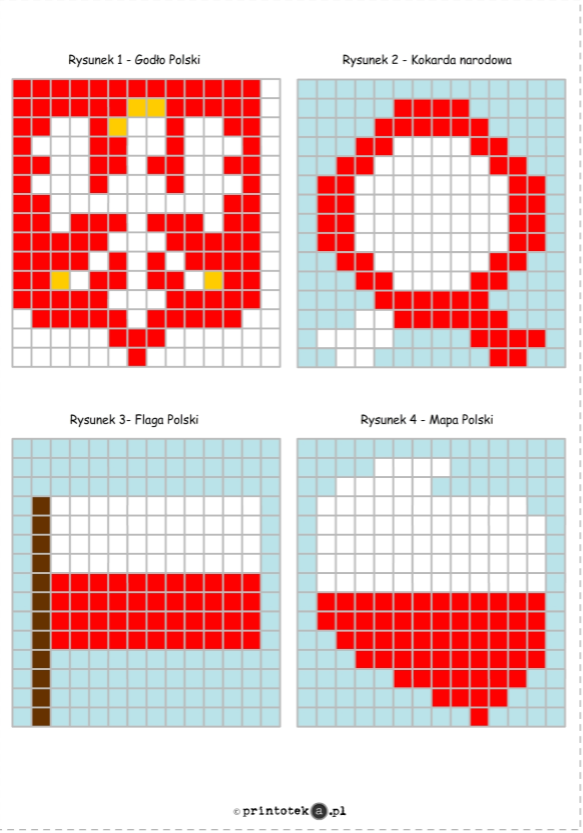 Rysunek 1 - Godło Polski
Rysunek 2 - Kokarda narodowa
Rysunek 3- Flaga Polski
Rysunek 4 - Mapa Polski
© printoteka.pl